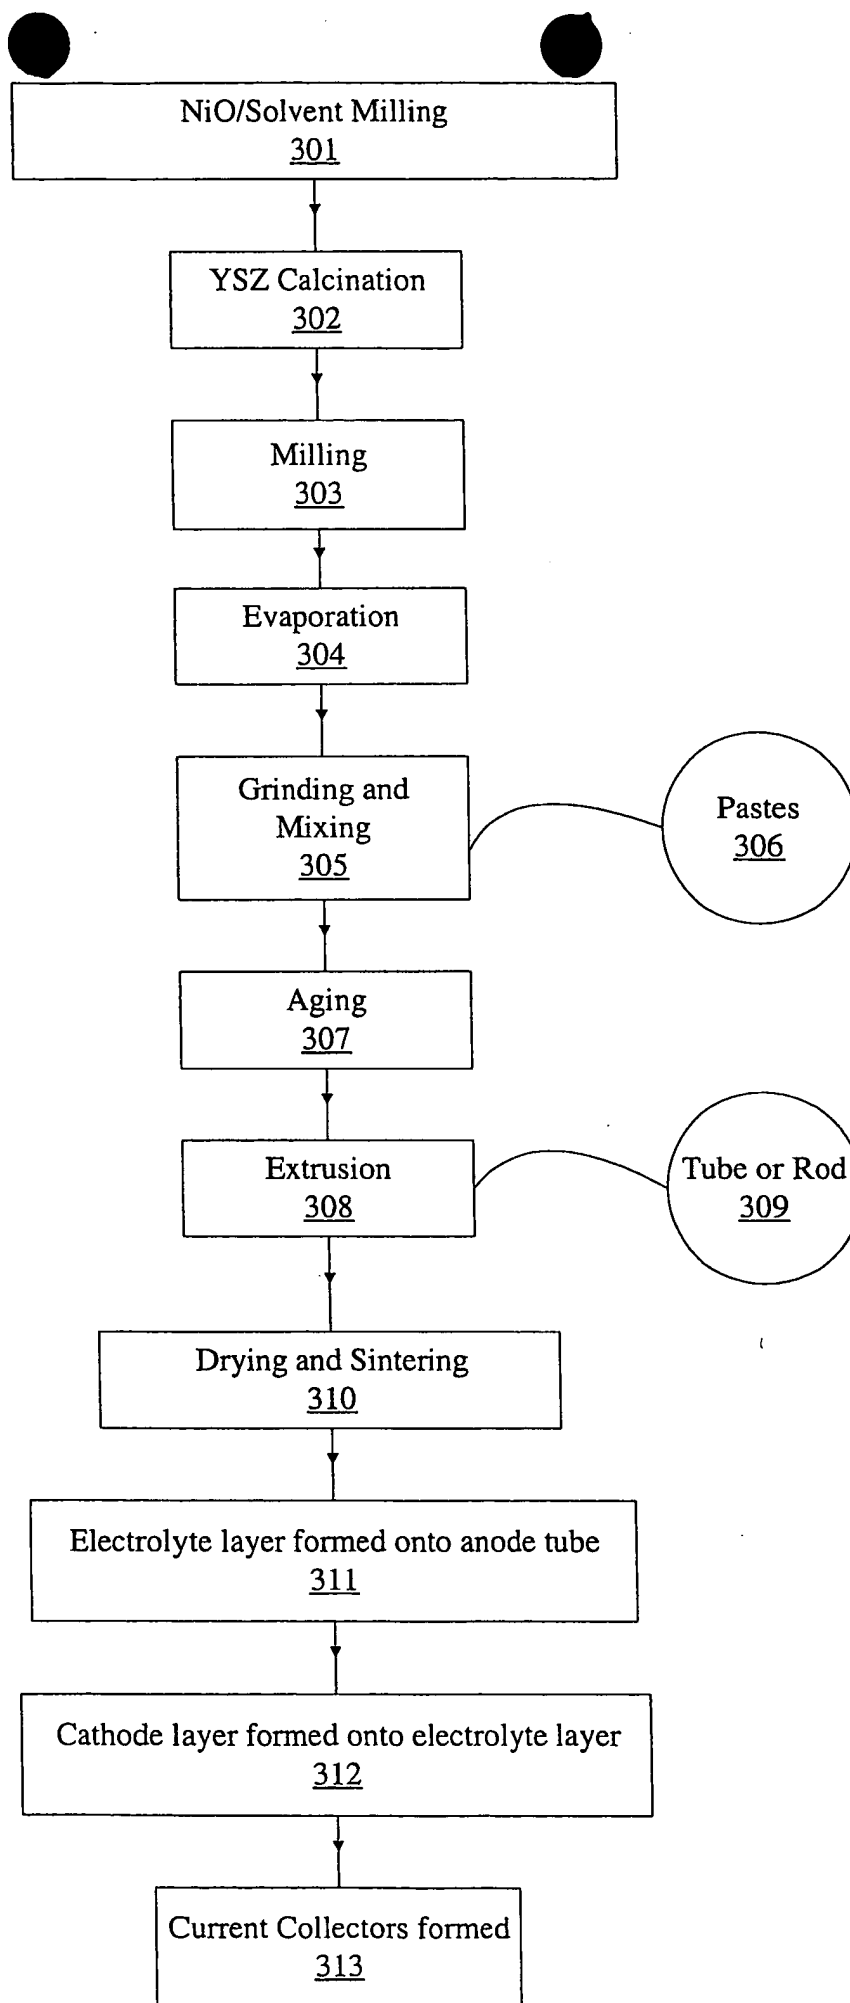 NiO/Solvent Milling
301
YSZ Calcination
302
Milling
303
Evaporation
304
Grinding and
Mixing
305
Pastes
306
Aging
307
Extrusion
308
Tube or Rod
309
Drying and Sintering
310
Electrolyte layer formed onto anode tube
311
Cathode layer formed onto electrolyte layer
312
Current Collectors formed
313